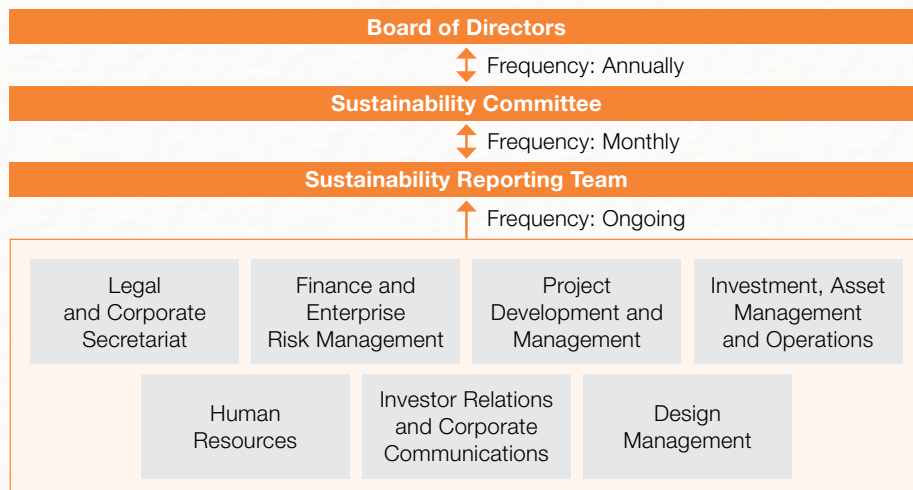 Board of Directors
Frequency: Annually
Sustainability Committee
Frequency: Monthly
Sustainability Reporting Team
Frequency: Ongoing
Legal
and Corporate
Secretariat
Finance and
Enterprise
Risk Management
Project
Development and
Management
Investment, Asset
Management
and Operations
Human
Resources
Investor Relations
and Corporate
Communications
Design
Management